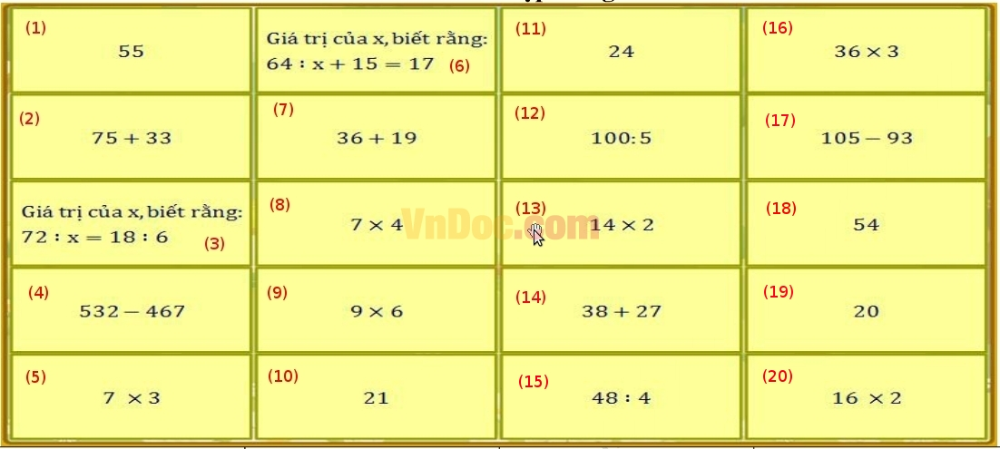 (1)
55
Giá trị của x, biết rằng:
64 : x + 15 = 17 (6)
(11)
24
(16)
36 × 3
(2)
75 + 33
(7)
36 + 19
(12)
100:5
(17)
105 – 93
Giá trị của x, biết rằng:
72 : x = 18 : 6 (3)
(8)
7 × 4
(13)
14 × 2
(18)
54
VnDoc.com
(4)
532 – 467
(9)
9 × 6
(14)
38 + 27
(19)
20
(5)
7 × 3
(10)
21
(15)
48 : 4
(20)
16 × 2